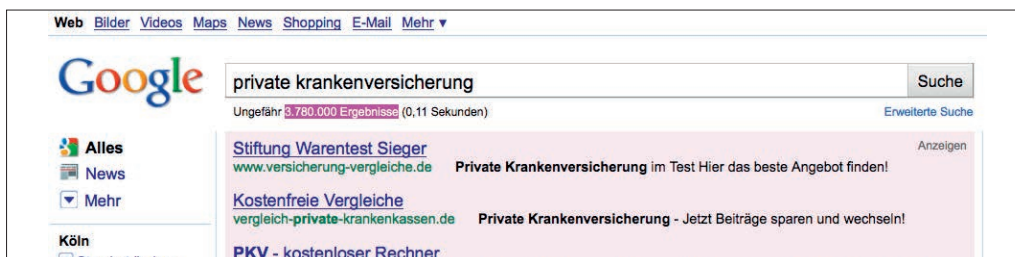 Web Bilder Videos Maps News Shopping E-Mail Mehr ▼
Google
private krankenversicherung
Suche
Ungefähr 3.780.000 Ergebnisse (0,11 Sekunden)
Erweiterte Suche
Alles
News
Mehr
Köln
Stiftung Warentest Sieger
Anzeigen
www.versicherung-vergleiche.de Private Krankenversicherung im Test Hier das beste Angebot finden!
Kostenfreie Vergleiche
vergleich-private-krankenkassen.de Private Krankenversicherung - Jetzt Beiträge sparen und wechseln!
PKV - kostenloser Rechner